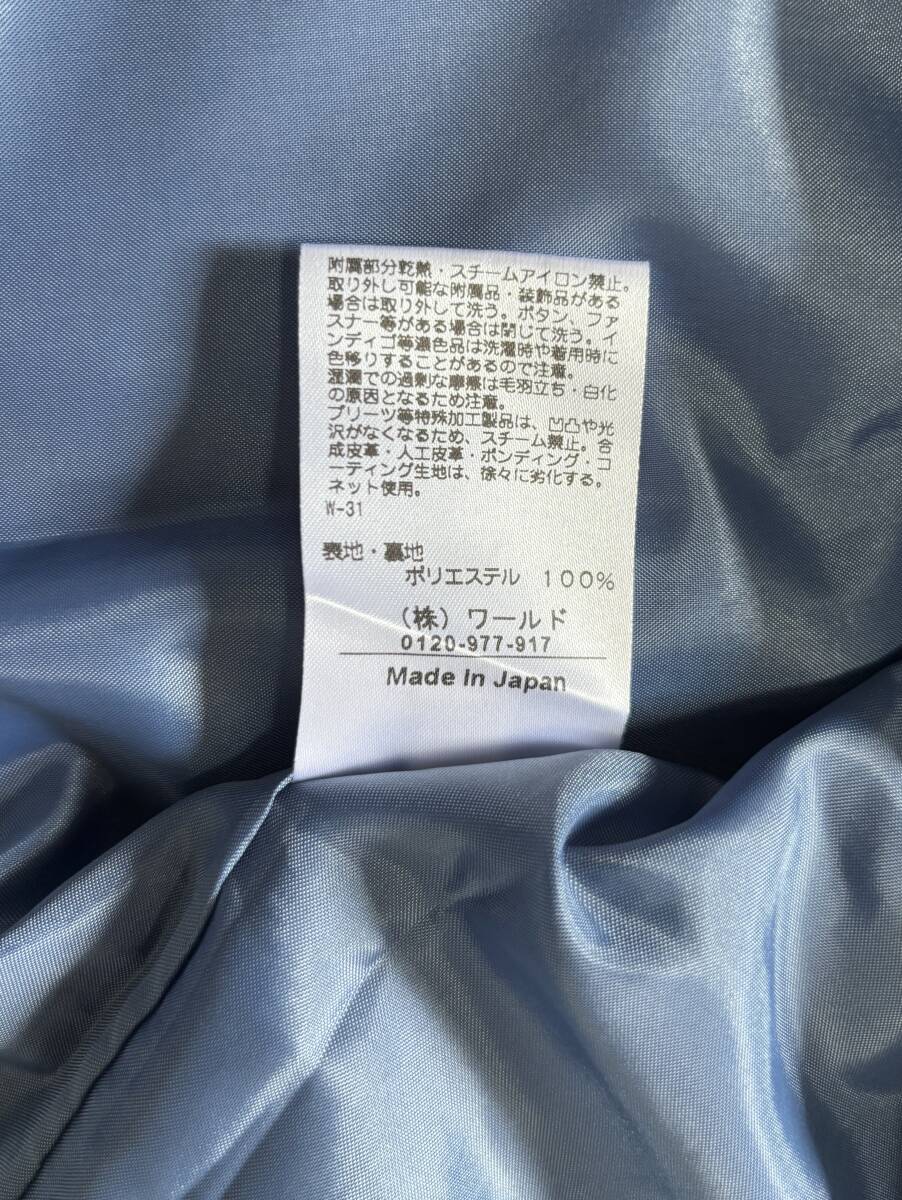 附属部分乾熱・スチームアイロン禁止。
取り外し可能な附属品・装飾品がある
場合は取り外して洗う。ボタン、ファ
スナー等がある場合は閉じて洗う。イ
ンディゴ等濃色品は洗濯時や着用時に
色移りすることがあるので注意。
湿潤での過剰な摩擦は毛羽立ち・白化
の原因となるため注意。
プリーツ等特殊加工製品は、凹凸や光
沢がなくなるため、スチーム禁止。合
成皮革・人工皮革・ボンディング・コ
ーティング生地は、徐々に劣化する。
ネット使用。
W-31
表地・裏地
ポリエステル 100%
(株)ワールド
0120-977-917
Made in Japan